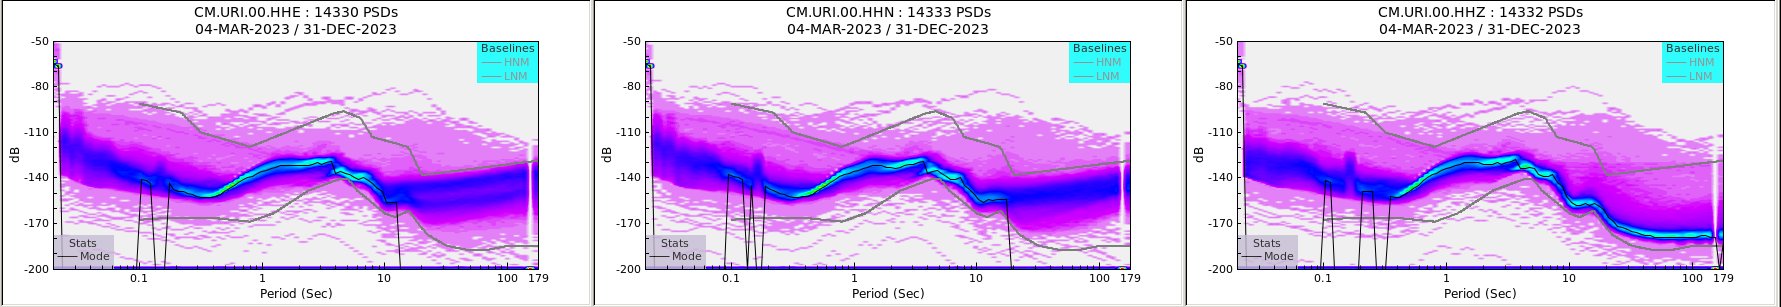 CM.URI.00.HHE : 14330 PSDs
04-MAR-2023 / 31-DEC-2023
-50
-80
-110
-140
-170
-200
dB
Baselines
HNM
LNM
Stats
Mode
0.1
1
10
100
179
Period (Sec)
CM.URI.00.HHN : 14333 PSDs
04-MAR-2023 / 31-DEC-2023
-50
-80
-110
-140
-170
-200
dB
Baselines
HNM
LNM
Stats
Mode
0.1
1
10
100
179
Period (Sec)
CM.URI.00.HHZ : 14332 PSDs
04-MAR-2023 / 31-DEC-2023
-50
-80
-110
-140
-170
-200
dB
Baselines
HNM
LNM
Stats
Mode
0.1
1
10
100
179
Period (Sec)